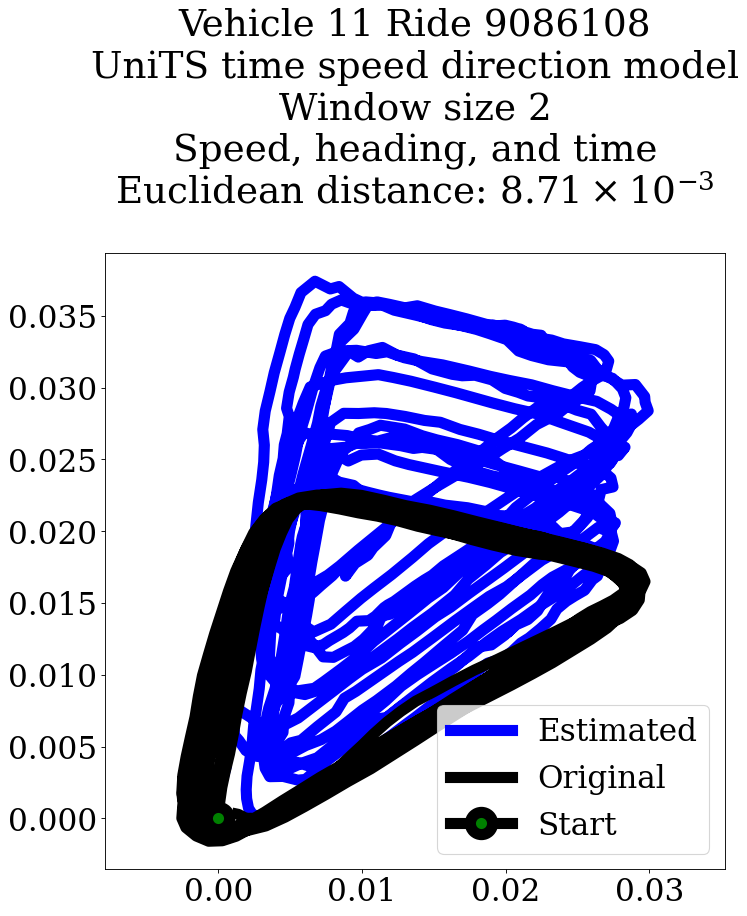 Vehicle 11 Ride 9086108
UniTS time speed direction model
Window size 2
Speed, heading, and time
Euclidean distance: 8.71 × 10⁻³
0.035
0.030
0.025
0.020
0.015
0.010
0.005
0.000
Estimated
Original
Start
0.00 0.01 0.02 0.03